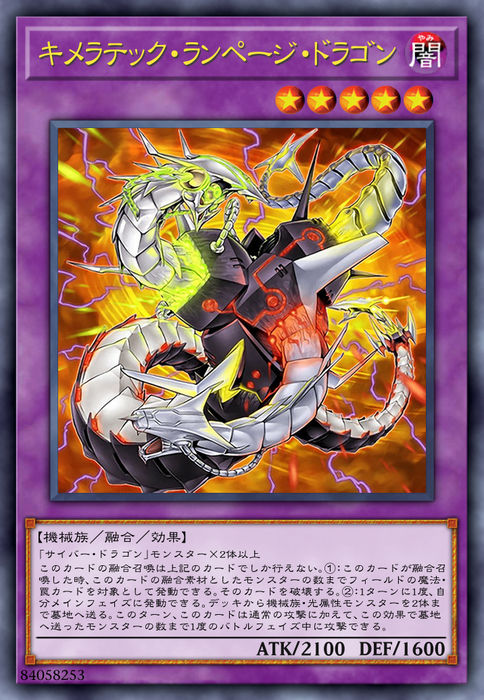 キメラテック・ランページ・ドラゴン
やみ
闇
【機械族／融合／効果】
「サイバー・ドラゴン」モンスター×2体以上
このカードの融合召喚は上記のカードでしか行えない。①：このカードが融合召
喚した時、このカードの融合素材としたモンスターの数までフィールドの魔法・
罠カードを対象として発動できる。そのカードを破壊する。②：1ターンに1度、自
分メインフェイズに発動できる。デッキから機械族・光属性モンスターを2体ま
で墓地へ送る。このターン、このカードは通常の攻撃に加えて、この効果で墓地
へ送ったモンスターの数まで1度のバトルフェイズ中に攻撃できる。
ATK/2100 DEF/1600
84058253